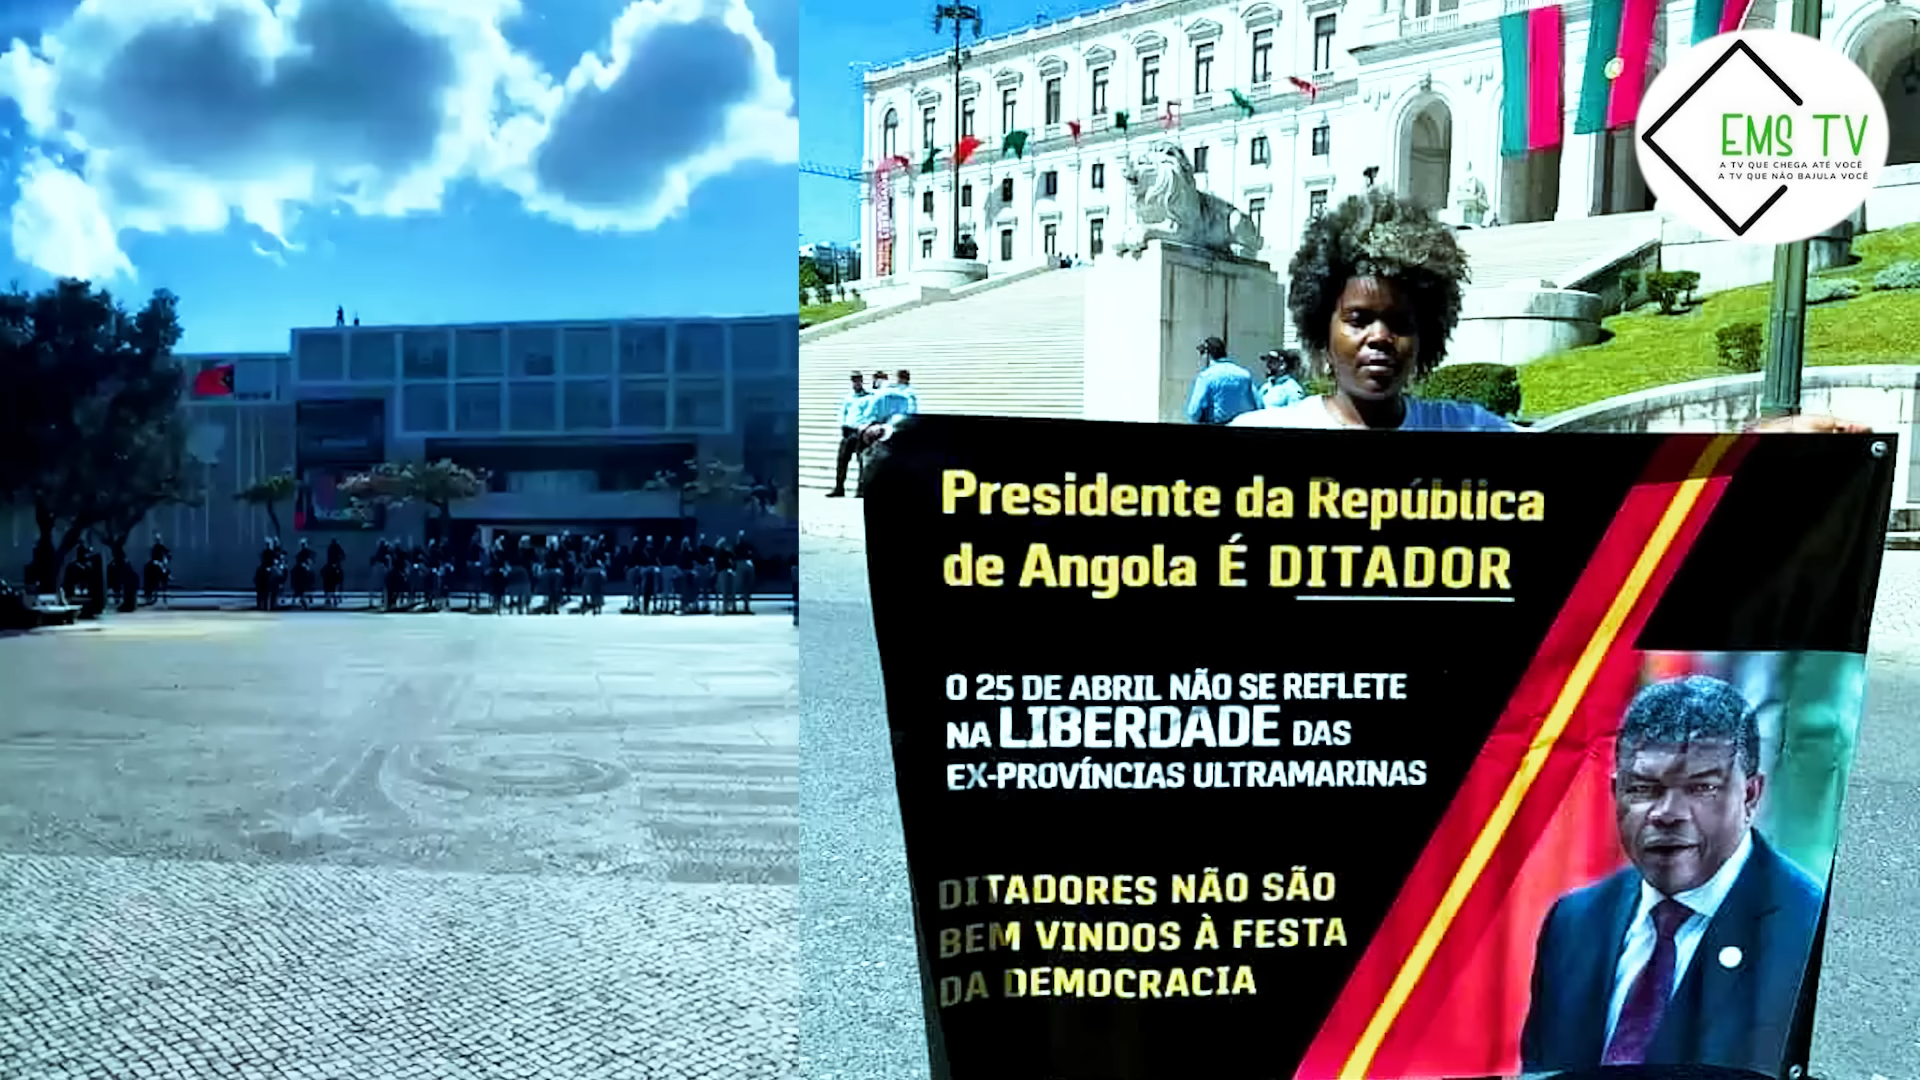 EMS TV
A TV QUE CHEGA ATÉ VOCÊ
A TV QUE NÃO BAJULA VOCÊ
Presidente da República
de Angola É DITADOR
O 25 DE ABRIL NÃO SE REFLETE
NA LIBERDADE DAS
EX-PROVÍNCIAS ULTRAMARINAS
DITADORES NÃO SÃO
BEM VINDOS À FESTA
DA DEMOCRACIA